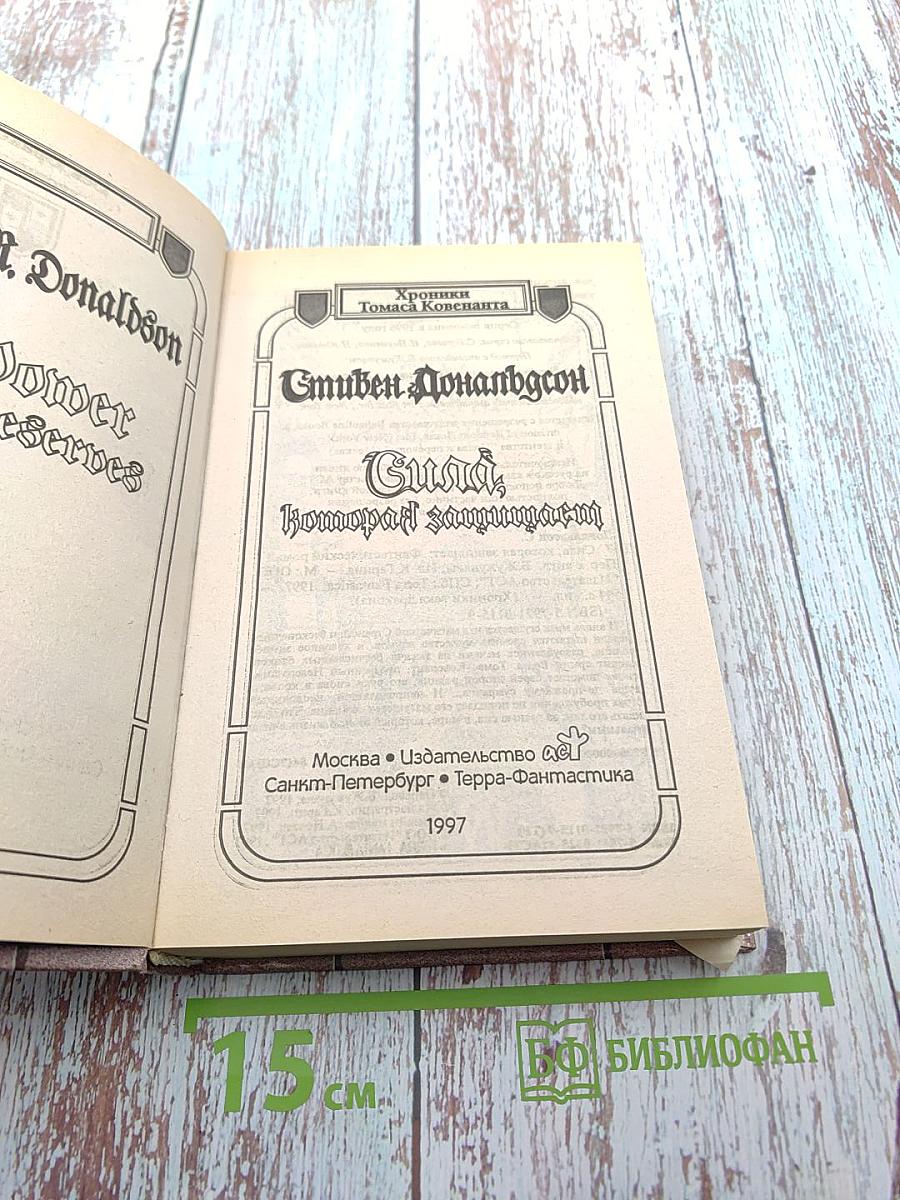 R. Donaldson
Power
Хроники
Томаса Ковенанта
Стивен Дональдсон
Сила,
которая защищает
Москва • Издательство аст
Санкт-Петербург • Терра-Фантастика
1997
15 см
БФ БИБЛИОФАН